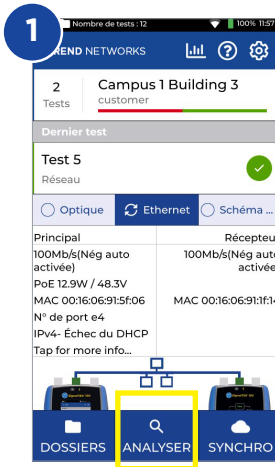 1
Nombre de tests : 12
100% 11:57
TREND NETWORKS
2
Tests
Campus 1 Building 3
customer
Dernier test
Test 5
Réseau
Optique
Ethernet
Schéma ...
Principal
Récepteu
100Mb/s(Nég auto
activée)
100Mb/s(Nég auto
activée
PoE 12.9W / 48.3V
MAC 00:16:06:91:5f:06
MAC 00:16:06:91:1f:14
N° de port e4
IPv4- Échec du DHCP
Tap for more info...
DOSSIERS
ANALYSER
SYNCHRO